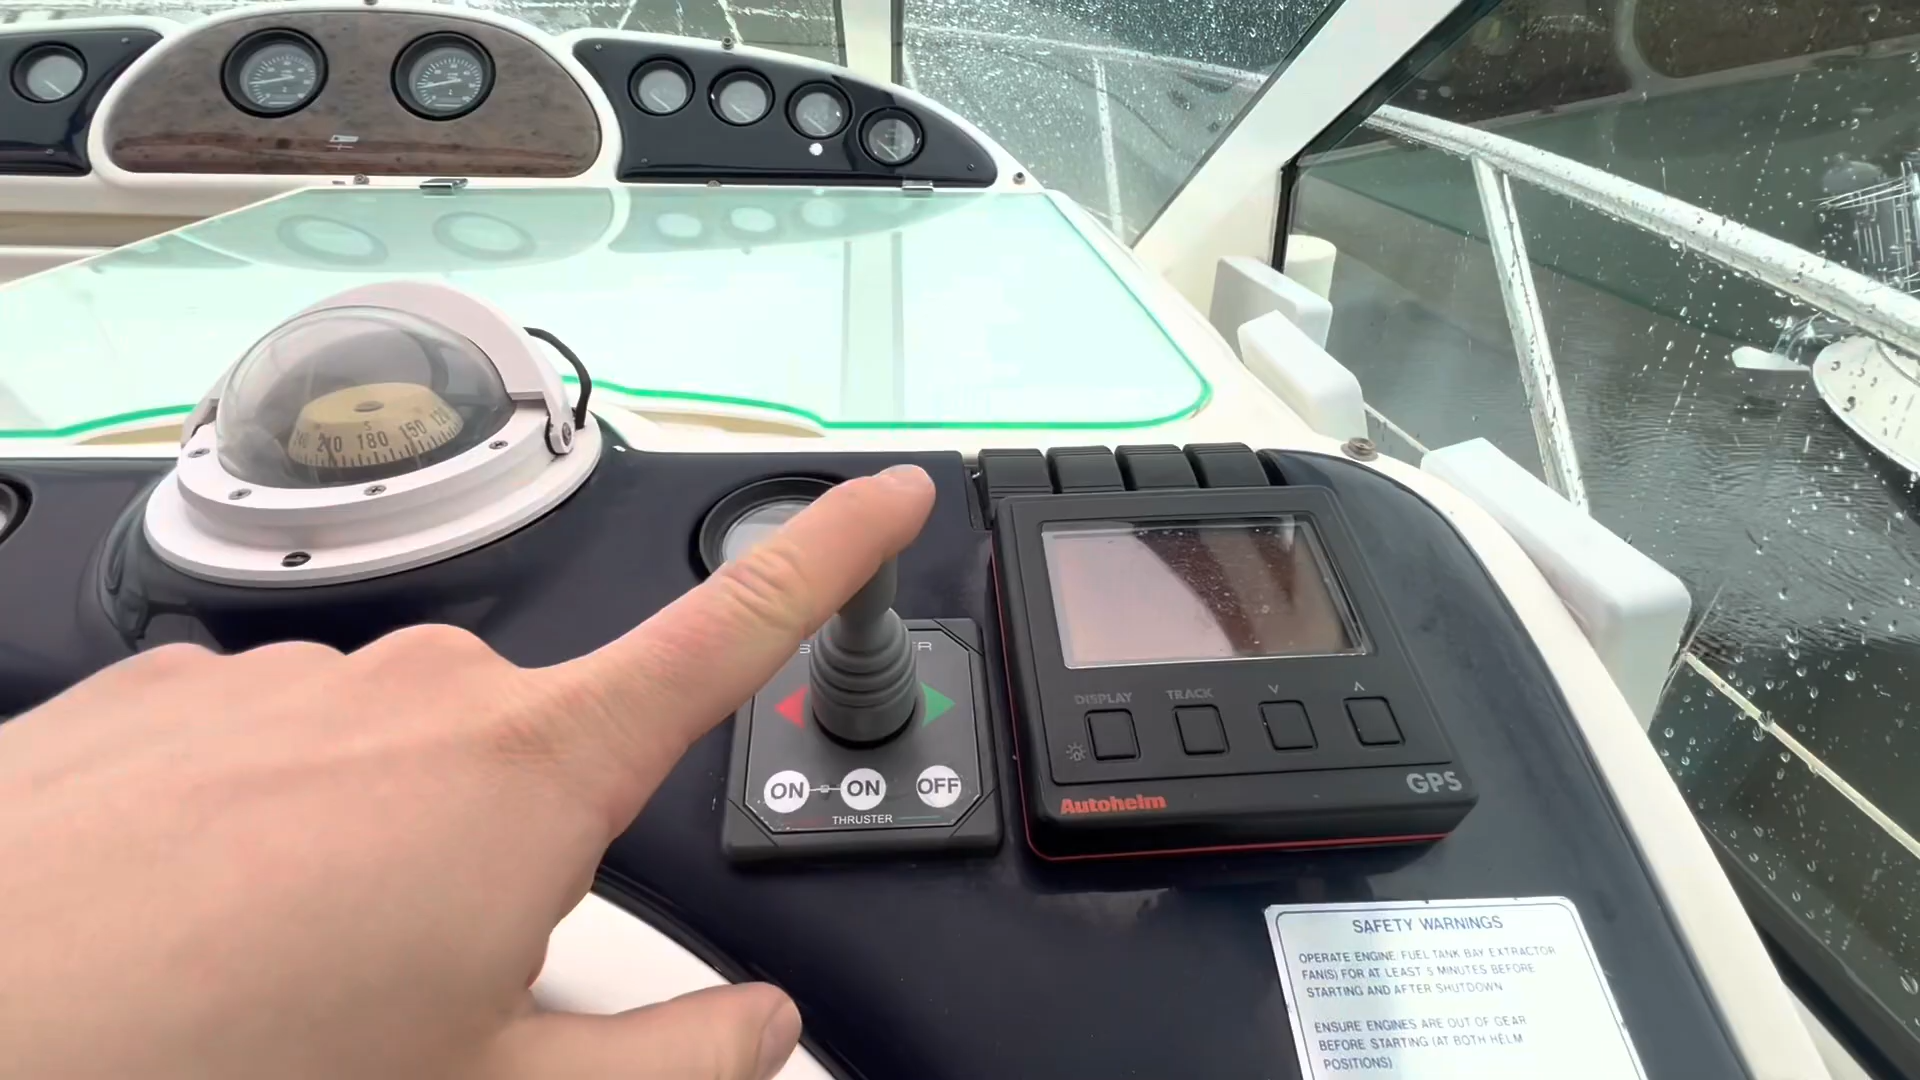 S
240 210 180 150 120
S ER
DISPLAY TRACK
ON ON OFF
THRUSTER
Autohelm
GPS
SAFETY WARNINGS
OPERATE ENGINE FUEL TANK BAY EXTRACTOR
FAN(S) FOR AT LEAST 5 MINUTES BEFORE
STARTING AND AFTER SHUTDOWN
ENSURE ENGINES ARE OUT OF GEAR
BEFORE STARTING (AT BOTH HELM
POSITIONS)